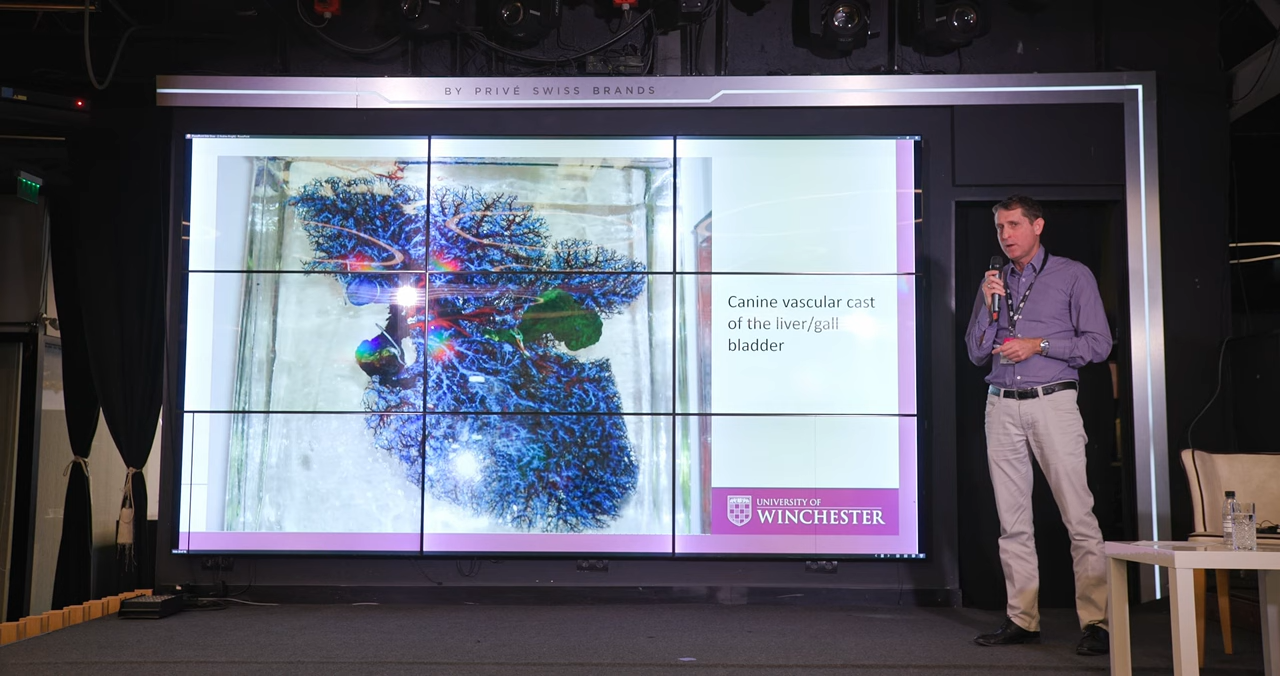 BY PRIVÉ SWISS BRANDS
Canine vascular cast
of the liver/gall
bladder
UNIVERSITY OF
WINCHESTER